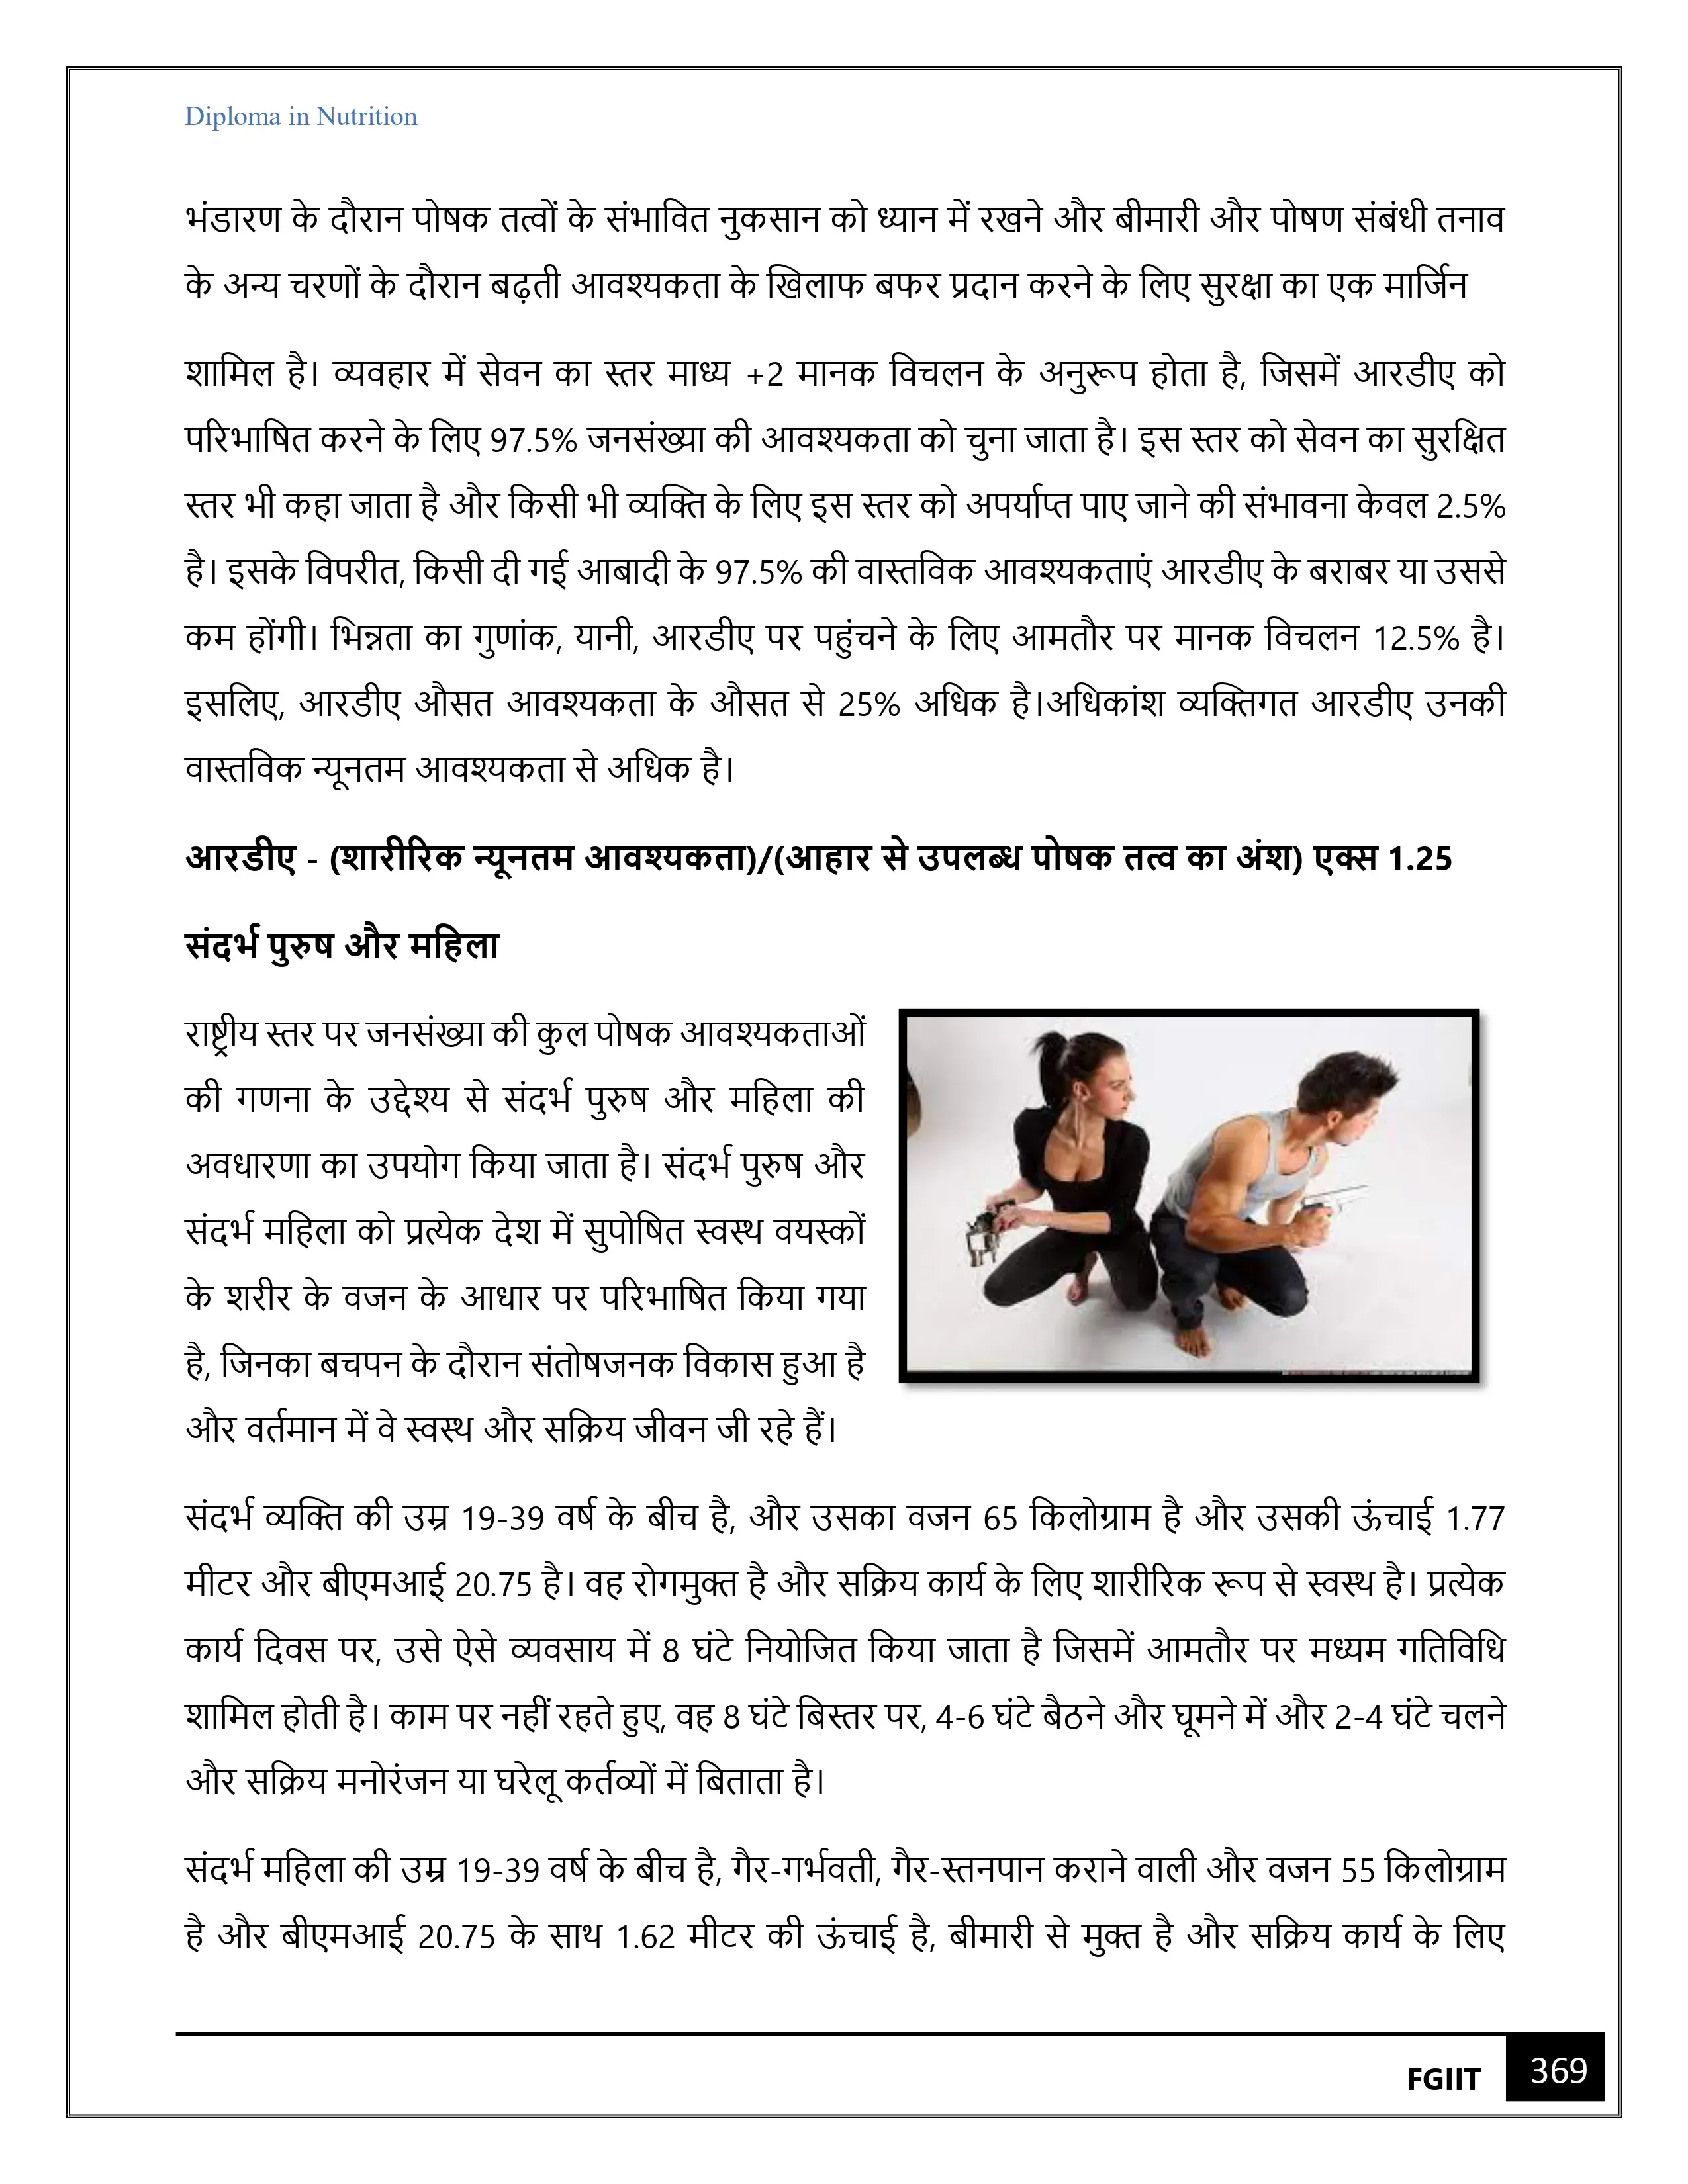 Diploma in Nutrition
भंडारण के दौरान पोषक तत्वों के संभावित नुकसान को ध्यान में रखने और बीमारी और पोषण संबंधी तनाव
के अन्य चरणों के दौरान बढ़ती आवश्यकता के खिलाफ बफर प्रदान करने के लिए सुरक्षा का एक मार्जिन
शामिल है। व्यवहार में सेवन का स्तर माध्य +2 मानक विचलन के अनुरूप होता है, जिसमें आरडीए को
परिभाषित करने के लिए 97.5% जनसंख्या की आवश्यकता को चुना जाता है। इस स्तर को सेवन का सुरक्षित
स्तर भी कहा जाता है और किसी भी व्यक्ति के लिए इस स्तर को अपर्याप्त पाए जाने की संभावना केवल 2.5%
है। इसके विपरीत, किसी दी गई आबादी के 97.5% की वास्तविक आवश्यकताएं आरडीए के बराबर या उससे
कम होंगी। भिन्नता का गुणांक, यानी, आरडीए पर पहुंचने के लिए आमतौर पर मानक विचलन 12.5% है।
इसलिए, आरडीए औसत आवश्यकता के औसत से 25% अधिक है।अधिकांश व्यक्तिगत आरडीए उनकी
वास्तविक न्यूनतम आवश्यकता से अधिक है।
आरडीए - (शारीरिक न्यूनतम आवश्यकता)/(आहार से उपलब्ध पोषक तत्व का अंश) एक्स 1.25
संदर्भ पुरुष और महिला
राष्ट्रीय स्तर पर जनसंख्या की कुल पोषक आवश्यकताओं
की गणना के उद्देश्य से संदर्भ पुरुष और महिला की
अवधारणा का उपयोग किया जाता है। संदर्भ पुरुष और
संदर्भ महिला को प्रत्येक देश में सुपोषित स्वस्थ वयस्कों
के शरीर के वजन के आधार पर परिभाषित किया गया
है, जिनका बचपन के दौरान संतोषजनक विकास हुआ है
और वर्तमान में वे स्वस्थ और सक्रिय जीवन जी रहे हैं।
संदर्भ व्यक्ति की उम्र 19-39 वर्ष के बीच है, और उसका वजन 65 किलोग्राम है और उसकी ऊंचाई 1.77
मीटर और बीएमआई 20.75 है। वह रोगमुक्त है और सक्रिय कार्य के लिए शारीरिक रूप से स्वस्थ है। प्रत्येक
कार्य दिवस पर, उसे ऐसे व्यवसाय में 8 घंटे नियोजित किया जाता है जिसमें आमतौर पर मध्यम गतिविधि
शामिल होती है। काम पर नहीं रहते हुए, वह 8 घंटे बिस्तर पर, 4-6 घंटे बैठने और घूमने में और 2-4 घंटे चलने
और सक्रिय मनोरंजन या घरेलू कर्तव्यों में बिताता है।
संदर्भ महिला की उम्र 19-39 वर्ष के बीच है, गैर-गर्भवती, गैर-स्तनपान कराने वाली और वजन 55 किलोग्राम
है और बीएमआई 20.75 के साथ 1.62 मीटर की ऊंचाई है, बीमारी से मुक्त है और सक्रिय कार्य के लिए
FGIIT 369